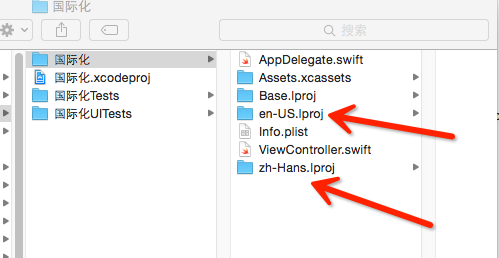 国际化
搜索
国际化
国际化.xcodeproj
国际化Tests
国际化UITests
AppDelegate.swift
Assets.xcassets
Base.lproj
en-US.lproj
Info.plist
ViewController.swift
zh-Hans.lproj